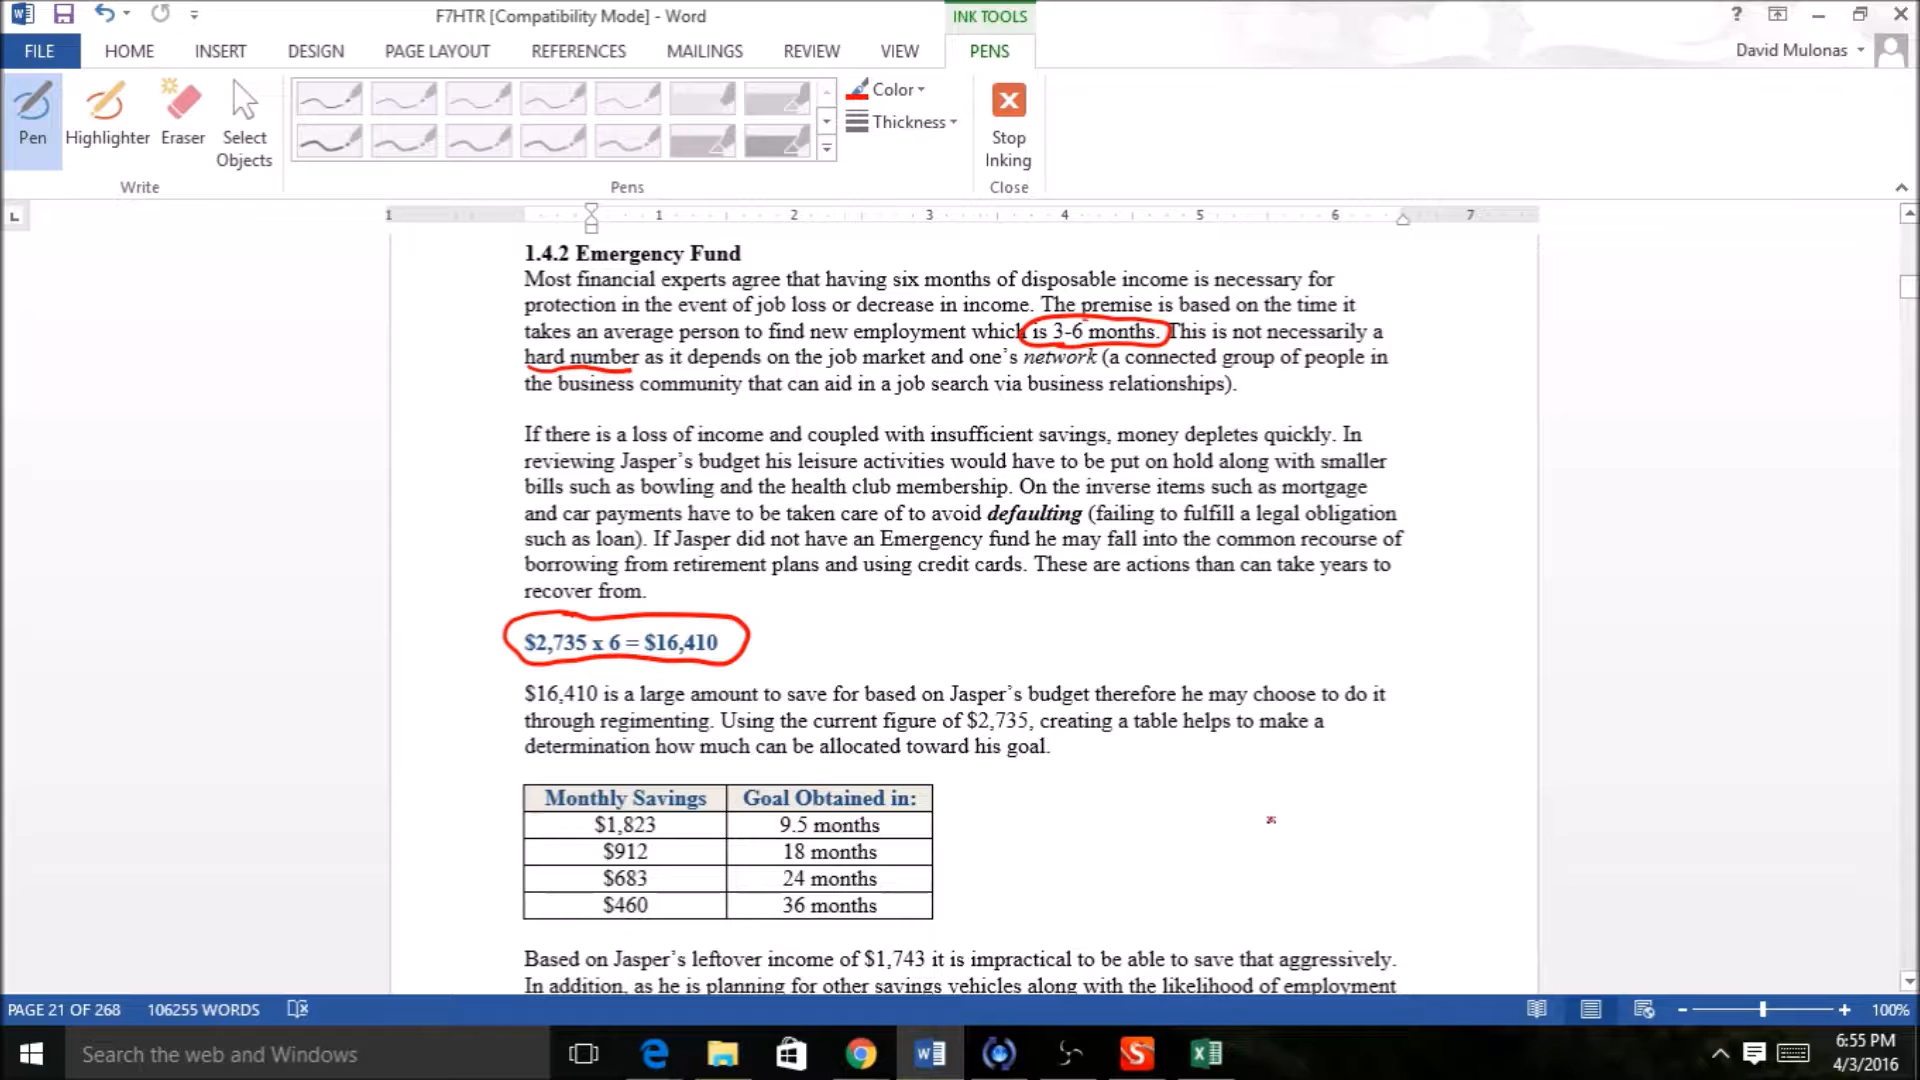 F7HTR [Compatibility Mode] - Word
INK TOOLS
?
FILE
HOME
INSERT
DESIGN
PAGE LAYOUT
REFERENCES
MAILINGS
REVIEW
VIEW
PENS
David Mulonas
Pen
Highlighter
Eraser
Select
Objects
Color
Thickness
Stop
Inking
Write
Pens
Close
1 1 2 3 4 5 6 7
1.4.2 Emergency Fund
Most financial experts agree that having six months of disposable income is necessary for
protection in the event of job loss or decrease in income. The premise is based on the time it
takes an average person to find new employment which is 3-6 months. This is not necessarily a
hard number as it depends on the job market and one's network (a connected group of people in
the business community that can aid in a job search via business relationships).
If there is a loss of income and coupled with insufficient savings, money depletes quickly. In
reviewing Jasper's budget his leisure activities would have to be put on hold along with smaller
bills such as bowling and the health club membership. On the inverse items such as mortgage
and car payments have to be taken care of to avoid defaulting (failing to fulfill a legal obligation
such as loan). If Jasper did not have an Emergency fund he may fall into the common recourse of
borrowing from retirement plans and using credit cards. These are actions than can take years to
recover from.
$2,735 x 6 = $16,410
$16,410 is a large amount to save for based on Jasper's budget therefore he may choose to do it
through regimenting. Using the current figure of $2,735, creating a table helps to make a
determination how much can be allocated toward his goal.
Monthly Savings Goal Obtained in:
$1,823 9.5 months
$912 18 months
$683 24 months
$460 36 months
Based on Jasper's leftover income of $1,743 it is impractical to be able to save that aggressively.
In addition, as he is planning for other savings vehicles along with the likelihood of employment
PAGE 21 OF 268 106255 WORDS
100%
Search the web and Windows
6:55 PM
4/3/2016